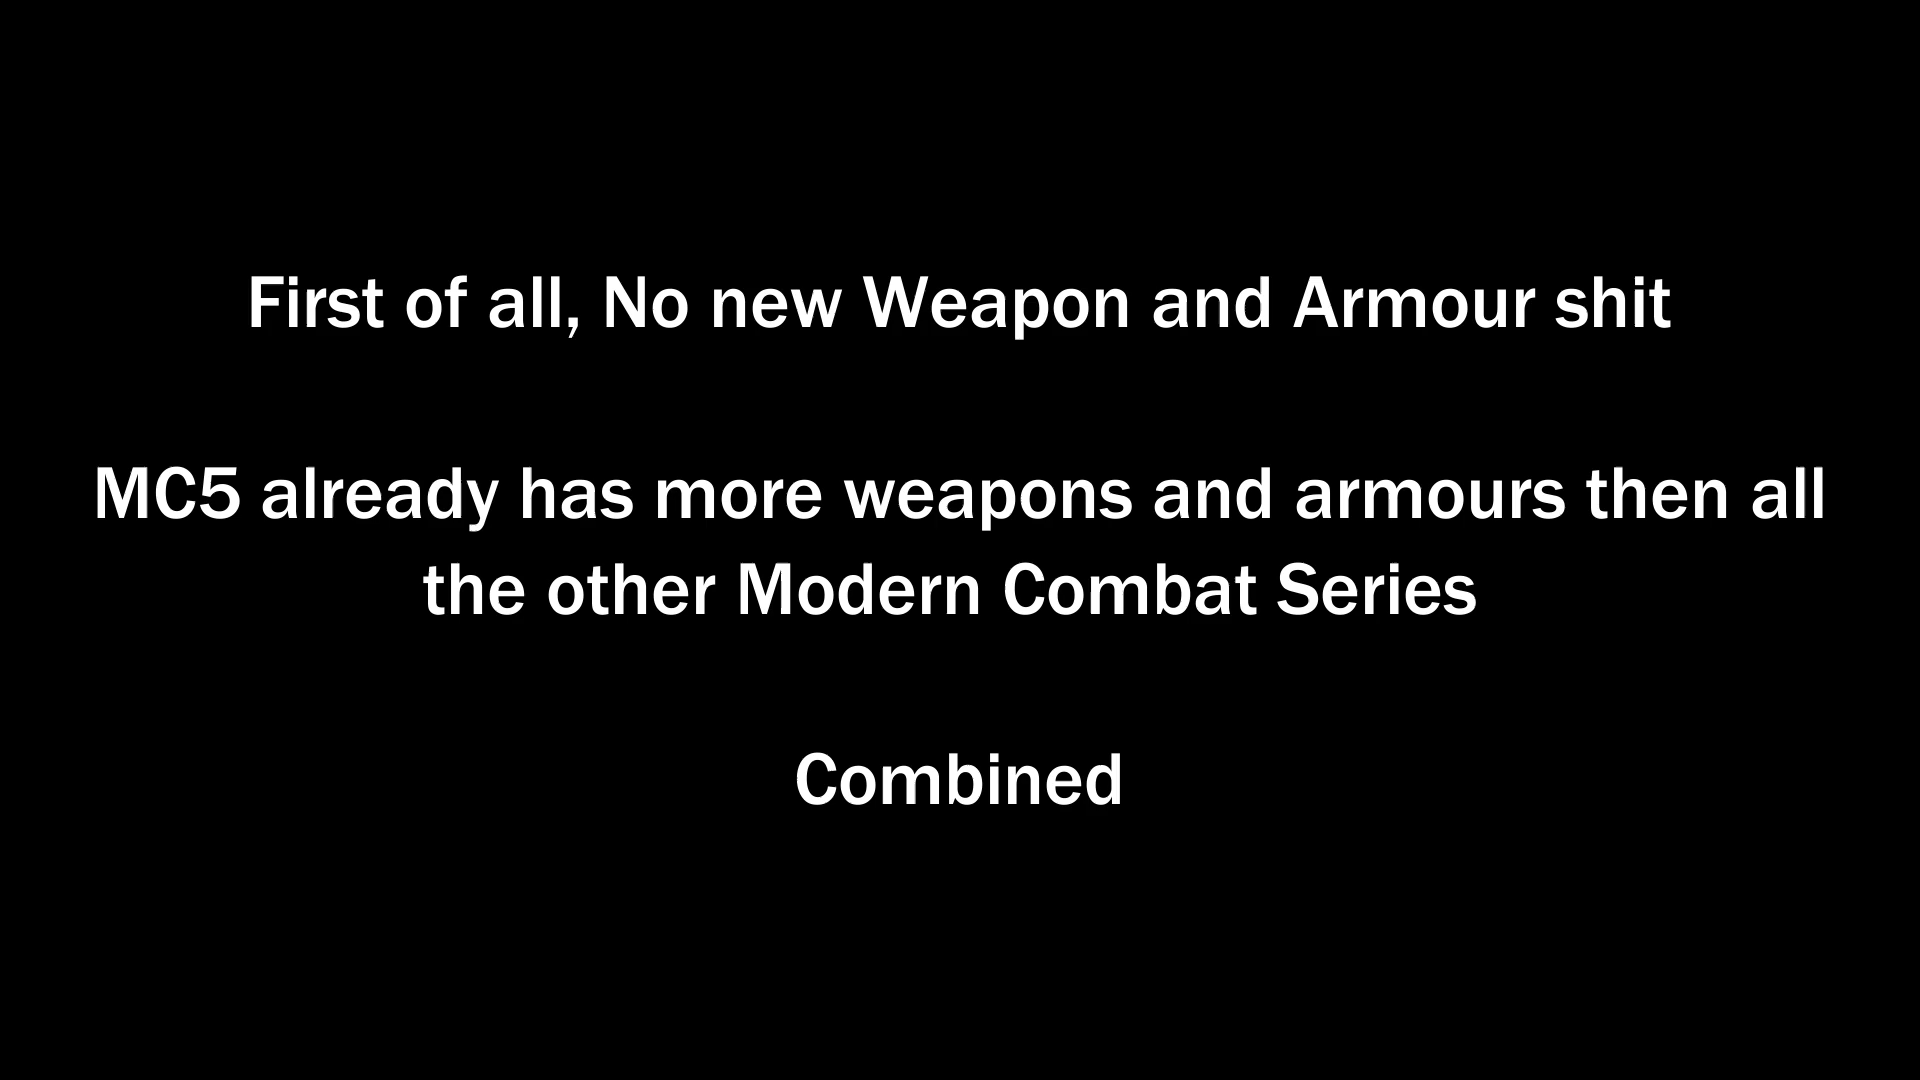 First of all, No new Weapon and Armour shit
MC5 already has more weapons and armours then all
the other Modern Combat Series
Combined